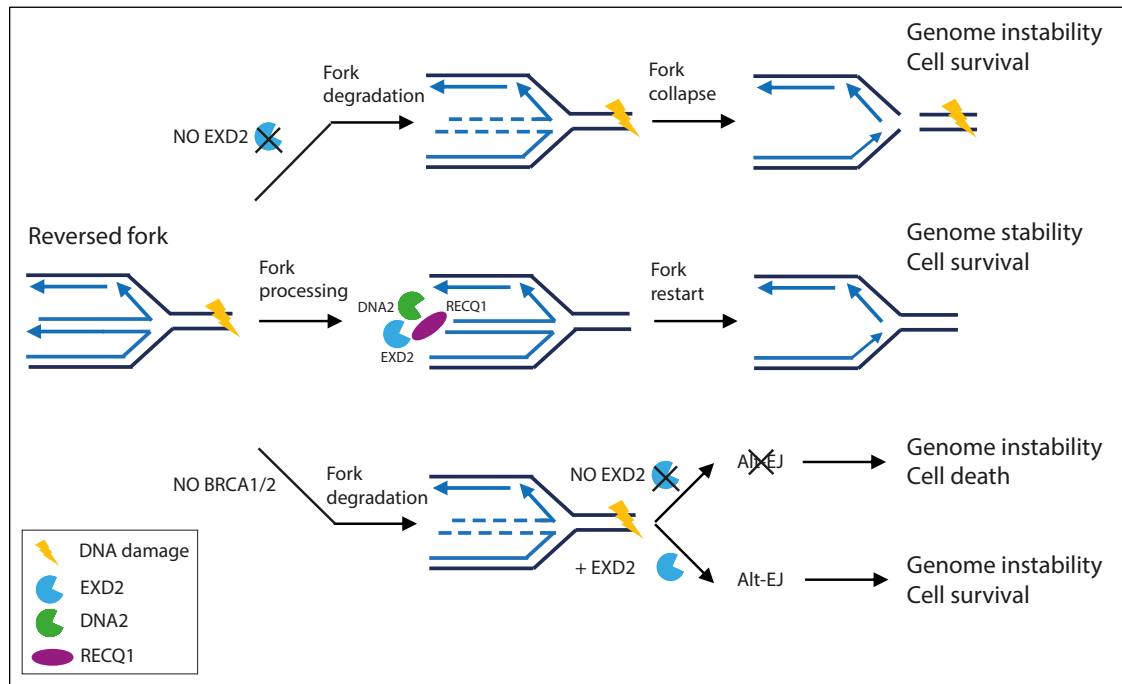 Genome instability
Cell survival
Fork
degradation
Fork
collapse
NO EXD2
Reversed fork
Genome stability
Cell survival
Fork
processing
Fork
restart
DNA2
RECQ1
EXD2
Genome instability
Cell death
NO EXD2
Alt-EJ
NO BRCA1/2
Fork
degradation
+ EXD2
Alt-EJ
Genome instability
Cell survival
DNA damage
EXD2
DNA2
RECQ1